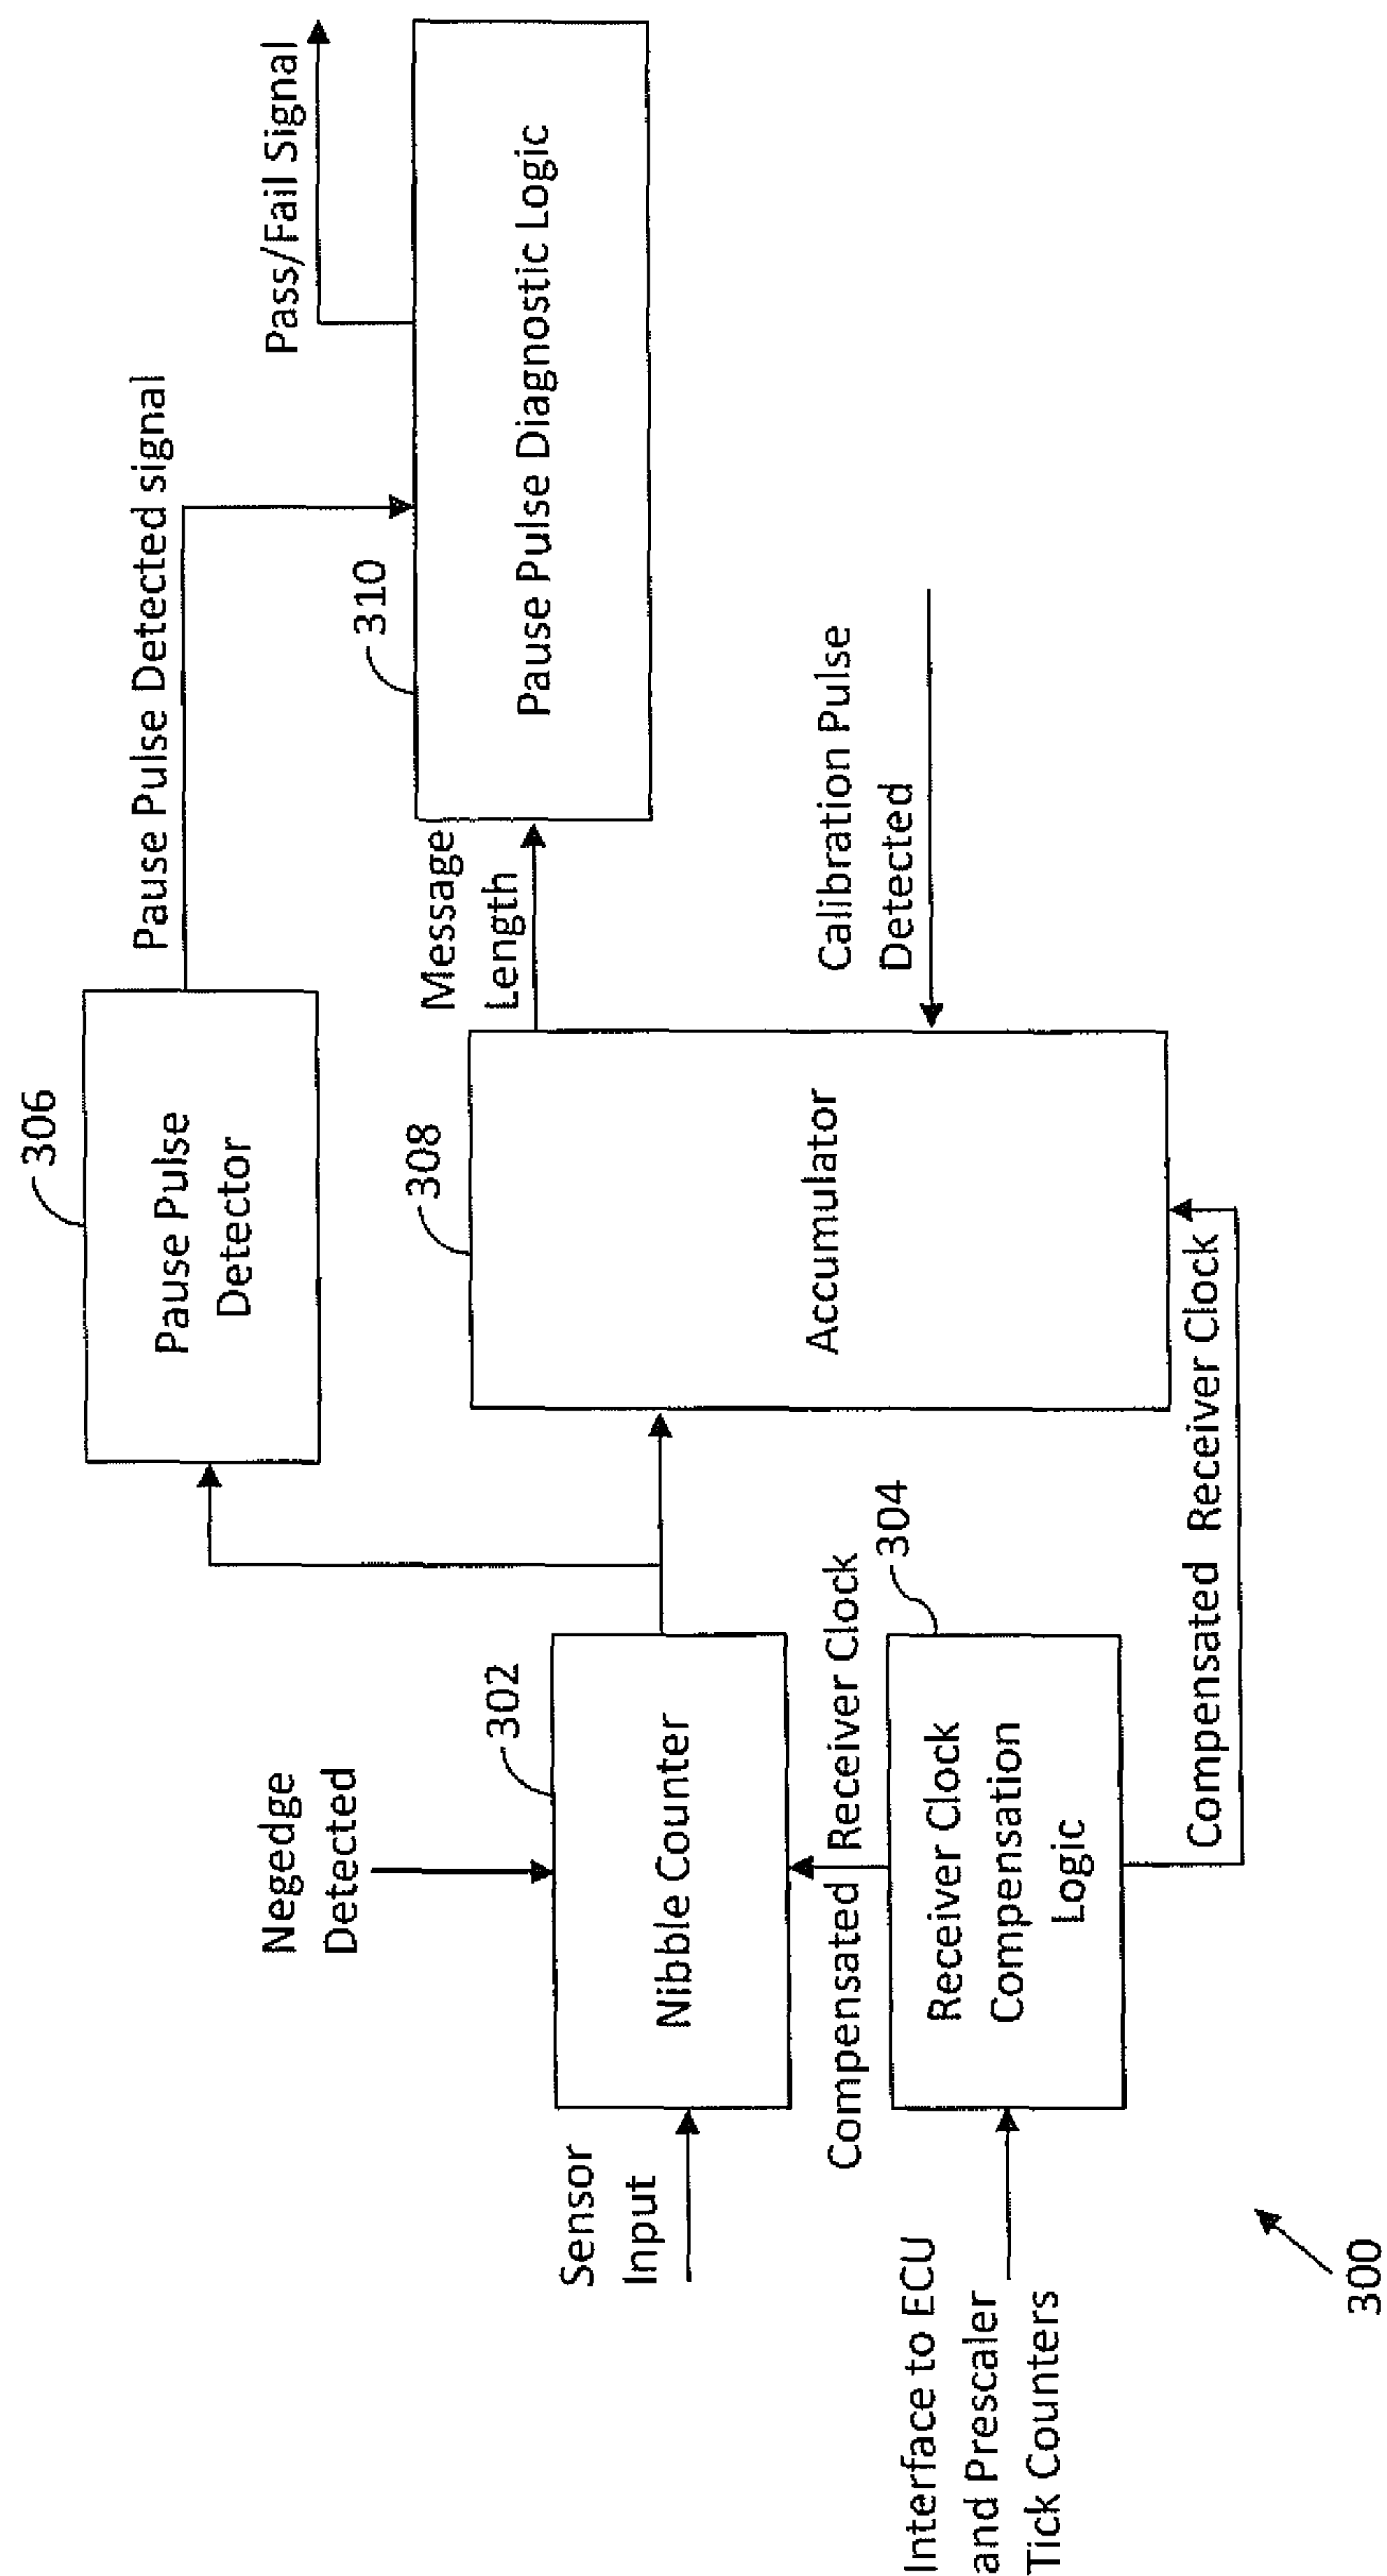 Pass/Fail Signal
Pause Pulse Detected signal
306
Pause Pulse
Detector
310
Pause Pulse Diagnostic Logic
Message
Length
308
Accumulator
Calibration Pulse
Detected
Negedge
Detected
302
Nibble Counter
Sensor
Input
Compensated Receiver Clock
304
Receiver Clock
Compensation
Logic
Compensated Receiver Clock
Interface to ECU
and Prescaler
Tick Counters
300